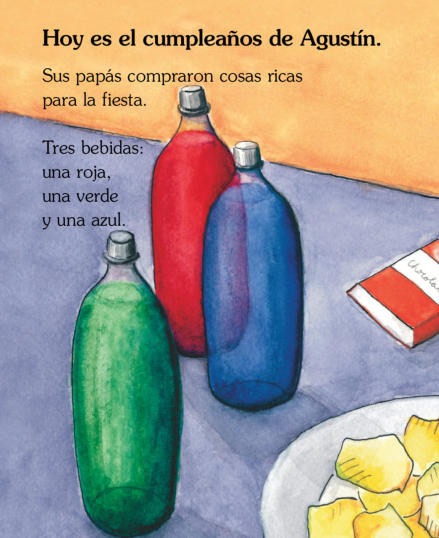 Hoy es el cumpleaños de Agustín.
Sus papás compraron cosas ricas
para la fiesta.
Tres bebidas:
una roja,
una verde
y una azul.